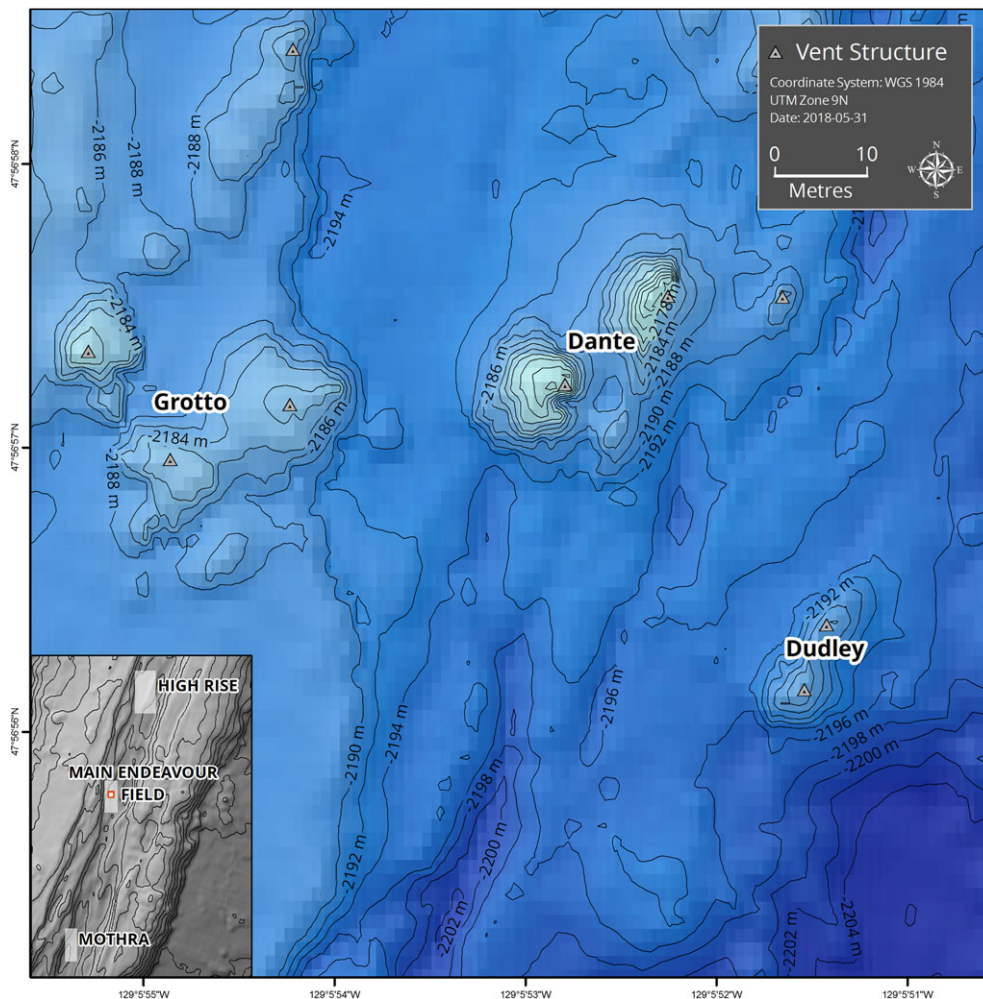 Vent Structure
Coordinate System: WGS 1984
UTM Zone 9N
Date: 2018-05-31
0 10
Metres
N
W E
S
-2186 m
-2188 m
-2188 m
-2194 m
47°56'58"N
-2184 m
-2178 m
-2184 m
-2188 m
-2190 m
-2192 m
-2186 m
Dante
Grotto
-2184 m
-2186 m
-2188 m
47°56'57"N
-2192 m
Dudley
-2196 m
-2196 m
-2198 m
-2200 m
47°56'56"N
-2190 m
-2194 m
-2192 m
-2198 m
-2200 m
-2202 m
-2202 m
-2204 m
HIGH RISE
MAIN ENDEAVOUR
FIELD
MOTHRA
129°5'55"W
129°5'54"W
129°5'53"W
129°5'52"W
129°5'51"W